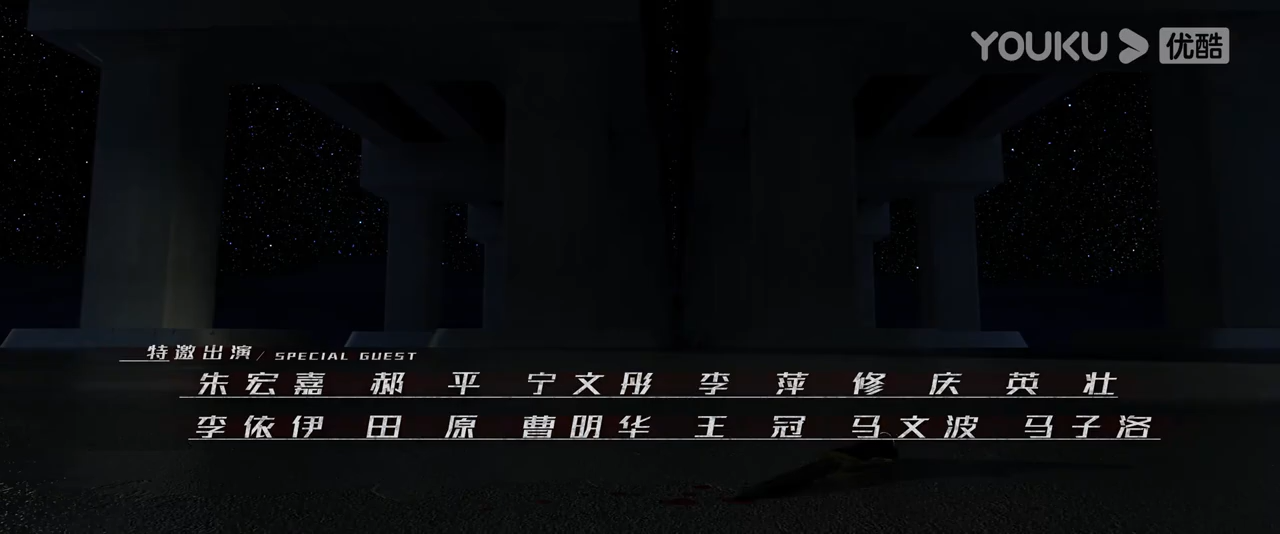 YOUKU 优酷
特邀出演/ SPECIAL GUEST
朱宏嘉 郝平 宁文彤 李萍 修庆 英壮
李依伊 田原 曹明华 王冠 马文波 马子洛